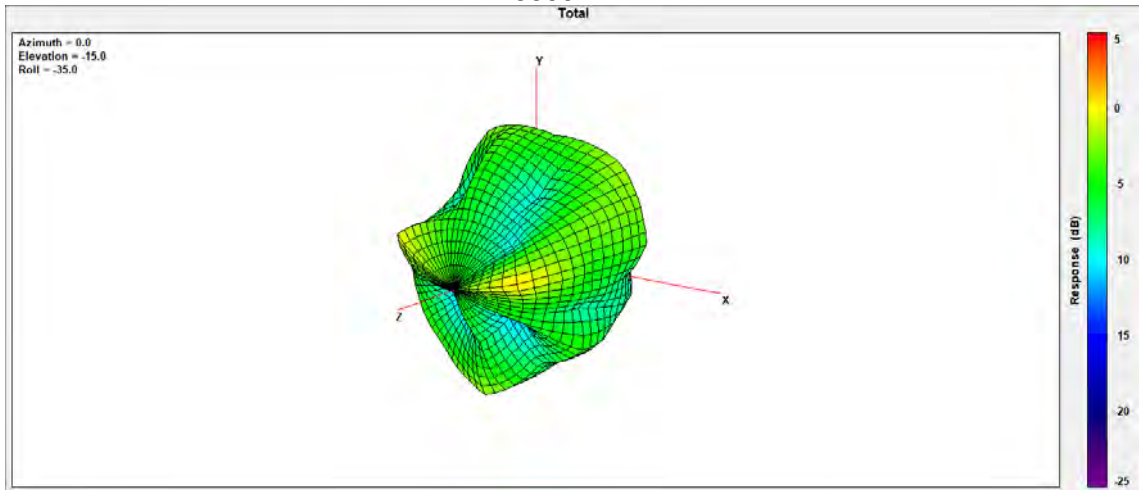 Total
Azimuth = 0.0
Elevation = -15.0
Roll = -35.0
Y
X
Z
5
0
5
10
15
-20
-25
Response (dB)